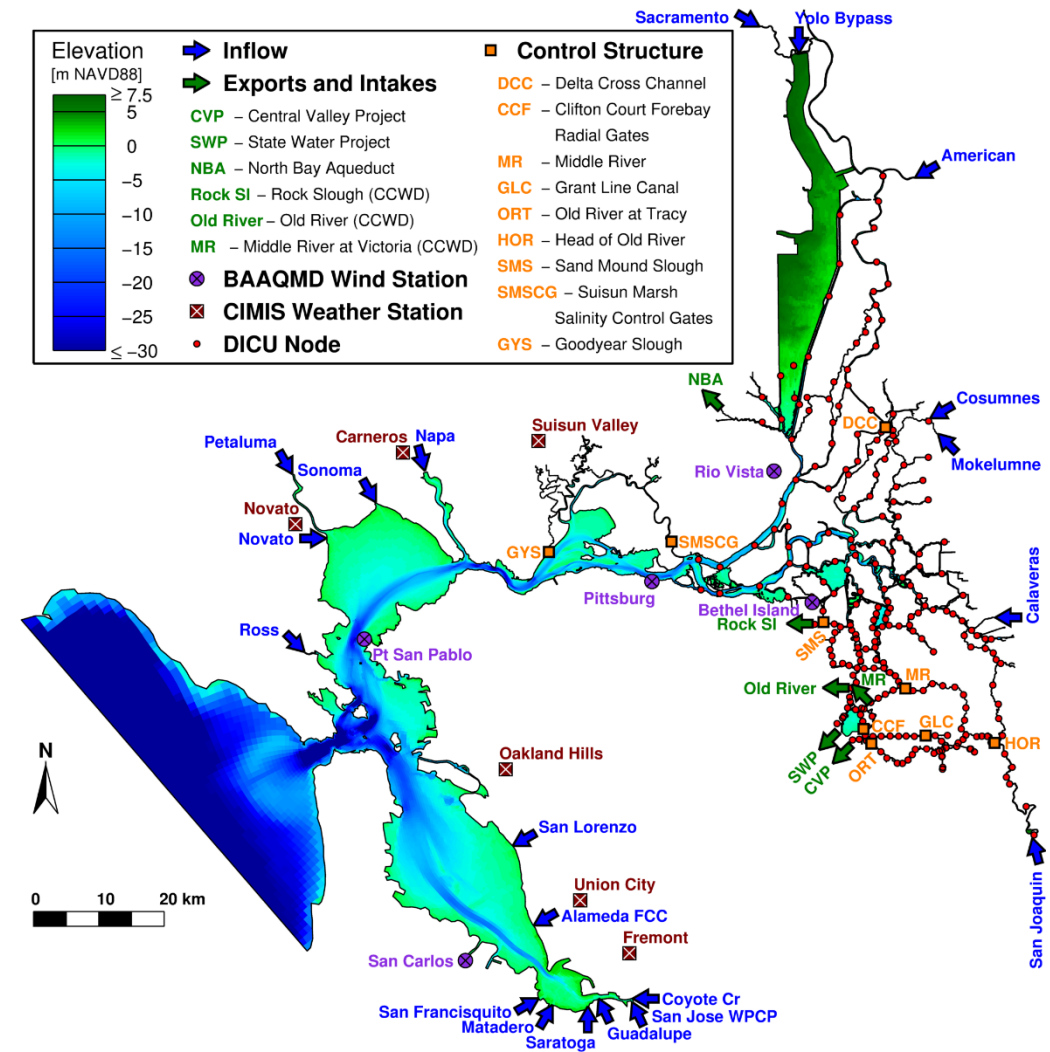 Sacramento
Yolo Bypass
Elevation
[m NAVD88]
≥ 7.5
5
0
−5
−10
−15
−20
−25
≤ −30
Inflow
Exports and Intakes
CVP – Central Valley Project
SWP – State Water Project
NBA – North Bay Aqueduct
Rock Sl – Rock Slough (CCWD)
Old River – Old River (CCWD)
MR – Middle River at Victoria (CCWD)
BAAQMD Wind Station
CIMIS Weather Station
DICU Node
Control Structure
DCC – Delta Cross Channel
CCF – Clifton Court Forebay
Radial Gates
MR – Middle River
GLC – Grant Line Canal
ORT – Old River at Tracy
HOR – Head of Old River
SMS – Sand Mound Slough
SMSCG – Suisun Marsh
Salinity Control Gates
GYS – Goodyear Slough
American
NBA
Cosumnes
DCC
Mokelumne
Suisun Valley
Carneros
Napa
Petaluma
Sonoma
Rio Vista
Novato
Novato
GYS
SMSCG
Pittsburg
Bethel Island
Calaveras
Rock Sl
SMS
Ross
Pt San Pablo
Old River
MR
MR
CCF
GLC
HOR
SWP
CVP
ORT
N
Oakland Hills
San Lorenzo
0
20 km
Union City
Alameda FCC
Fremont
San Joaquin
San Carlos
Coyote Cr
San Francisquito
San Jose WPCP
Matadero
Guadalupe
Saratoga